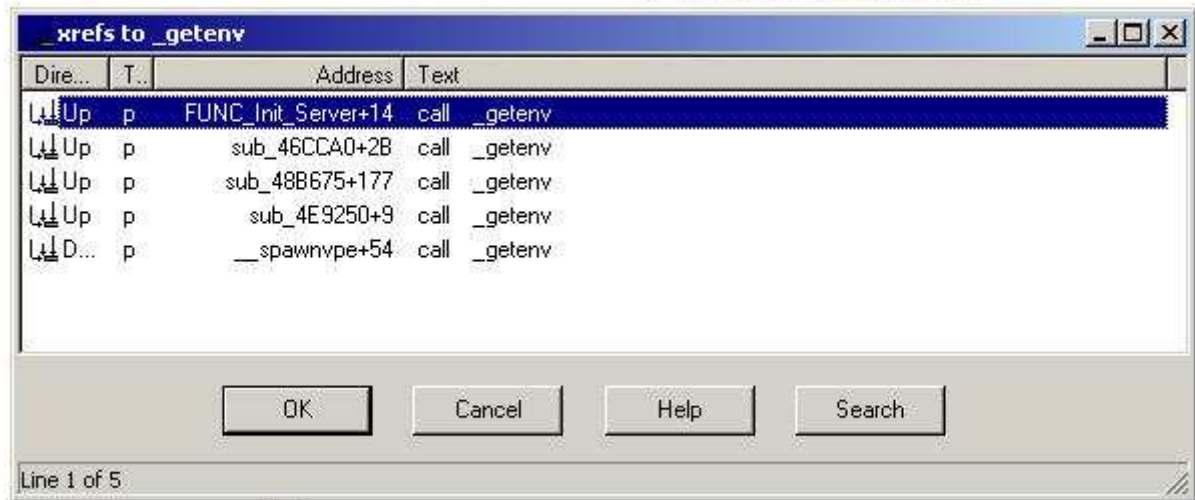 xrefs to _getenv
Dire... T.. Address Text
Up p FUNC_Init_Server+14 call _getenv
Up p sub_46CCA0+2B call _getenv
Up p sub_48B675+177 call _getenv
Up p sub_4E9250+9 call _getenv
D... p __spawnvpe+54 call _getenv
OK Cancel Help Search
Line 1 of 5